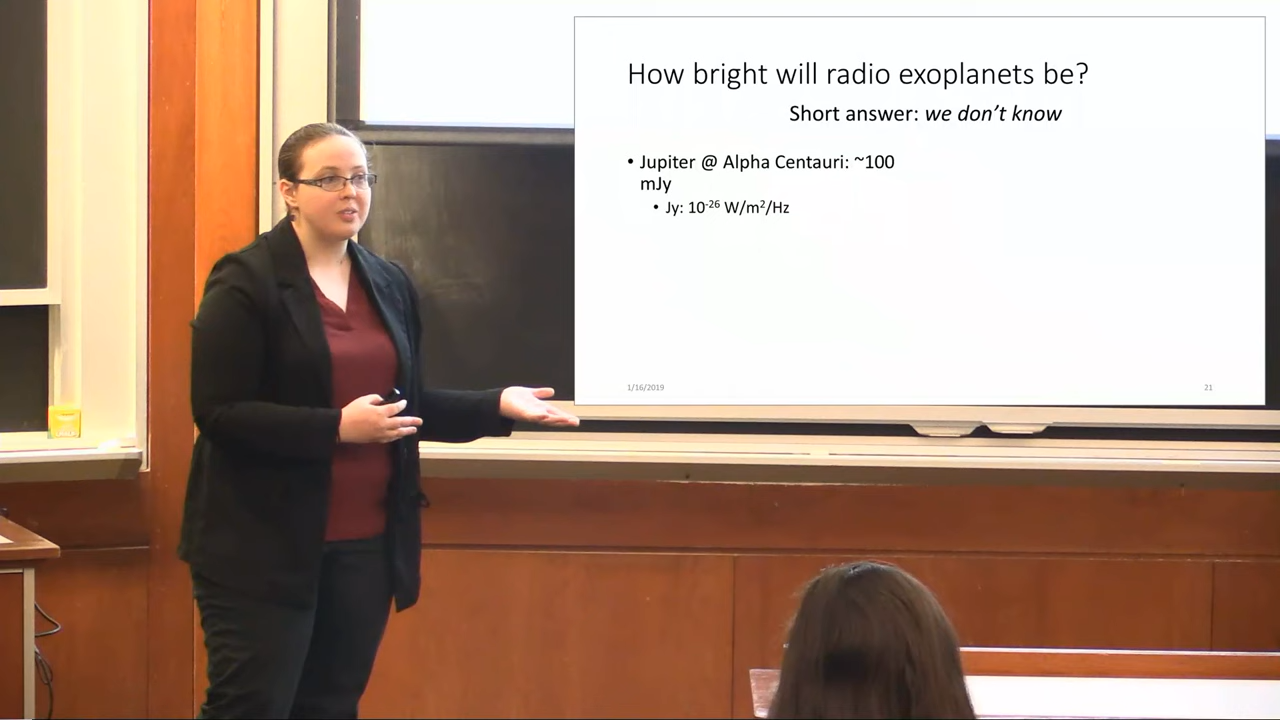 How bright will radio exoplanets be?
Short answer: we don't know
• Jupiter @ Alpha Centauri: ~100
mJy
• Jy: 10⁻²⁶ W/m²/Hz
1/16/2019
21